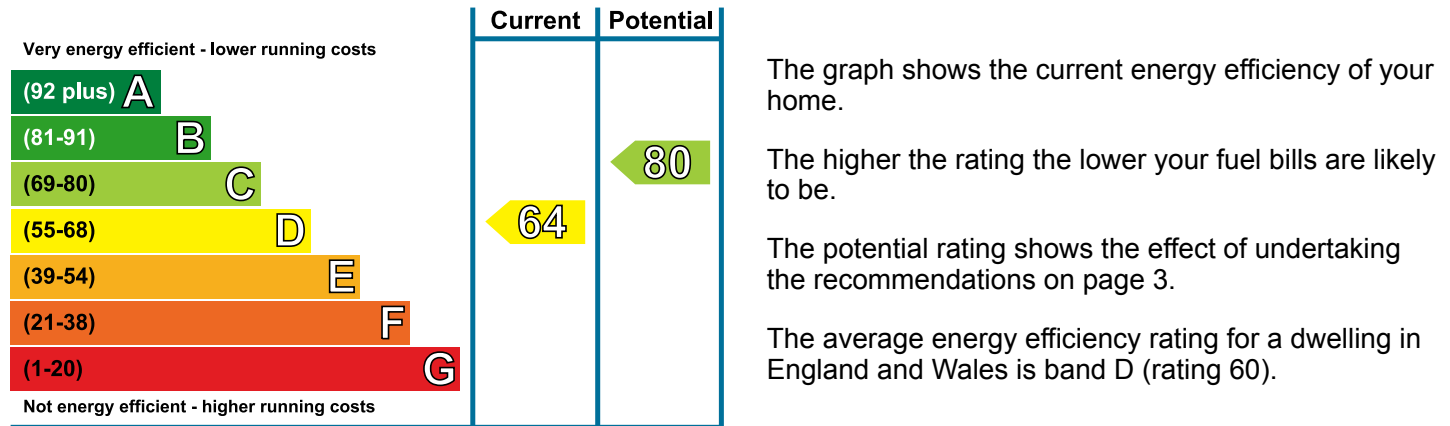 Current Potential
Very energy efficient - lower running costs
(92 plus) A
(81-91) B
(69-80) C
(55-68) D
(39-54) E
(21-38) F
(1-20) G
Not energy efficient - higher running costs
64
80
The graph shows the current energy efficiency of your
home.
The higher the rating the lower your fuel bills are likely
to be.
The potential rating shows the effect of undertaking
the recommendations on page 3.
The average energy efficiency rating for a dwelling in
England and Wales is band D (rating 60).